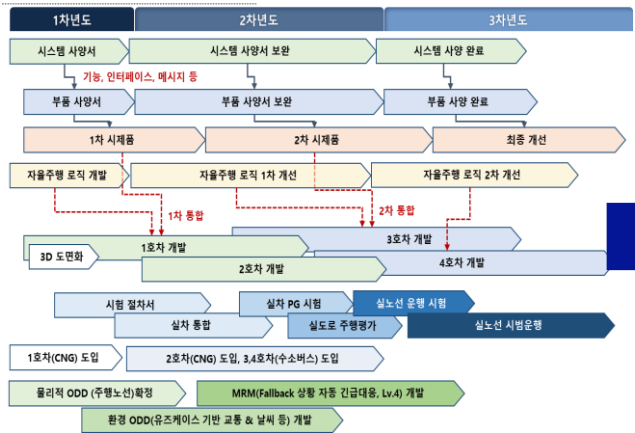 1차년도
2차년도
3차년도
시스템 사양서
시스템 사양서 보완
시스템 사양 완료
기능, 인터페이스, 메시지 등
부품 사양서
부품 사양서 보완
부품 사양 완료
1차 시제품
2차 시제품
최종 개선
자율주행 로직 개발
자율주행 로직 1차 개선
자율주행 로직 2차 개선
1차 통합
2차 통합
3D 도면화
1호차 개발
3호차 개발
2호차 개발
4호차 개발
시험 절차서
실차 PG 시험
실노선 운행 시험
실차 통합
실도로 주행평가
실노선 시범운행
1호차(CNG) 도입
2호차(CNG) 도입, 3,4호차(수소버스) 도입
물리적 ODD (주행노선)확정
MRM(Fallback 상황 자동 긴급대응, Lv.4) 개발
환경 ODD(유즈케이스 기반 교통 & 날씨 등) 개발